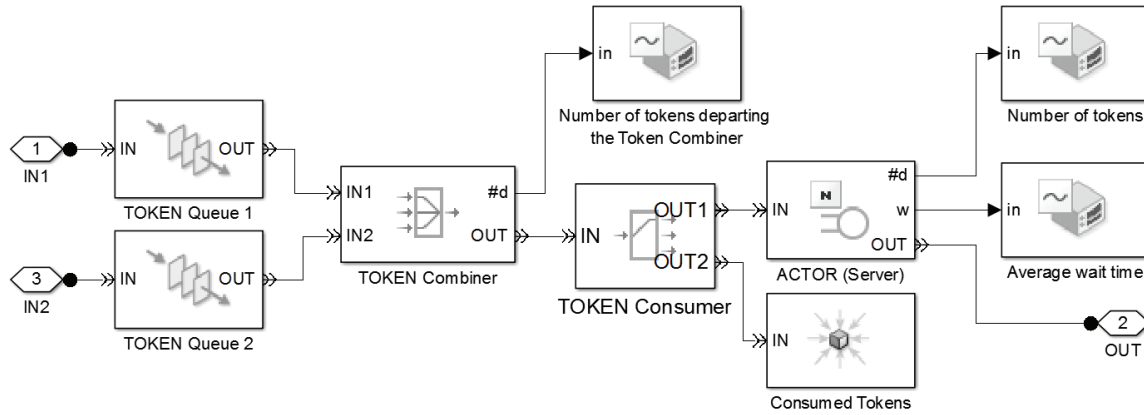 1
IN1
IN OUT
TOKEN Queue 1
3
IN2
IN OUT
TOKEN Queue 2
IN1 #d
IN2 OUT
TOKEN Combiner
in
Number of tokens departing
the Token Combiner
IN OUT1
OUT2
TOKEN Consumer
IN #d
w
OUT
N
ACTOR (Server)
IN
Consumed Tokens
in
Number of tokens
in
Average wait time
2
OUT